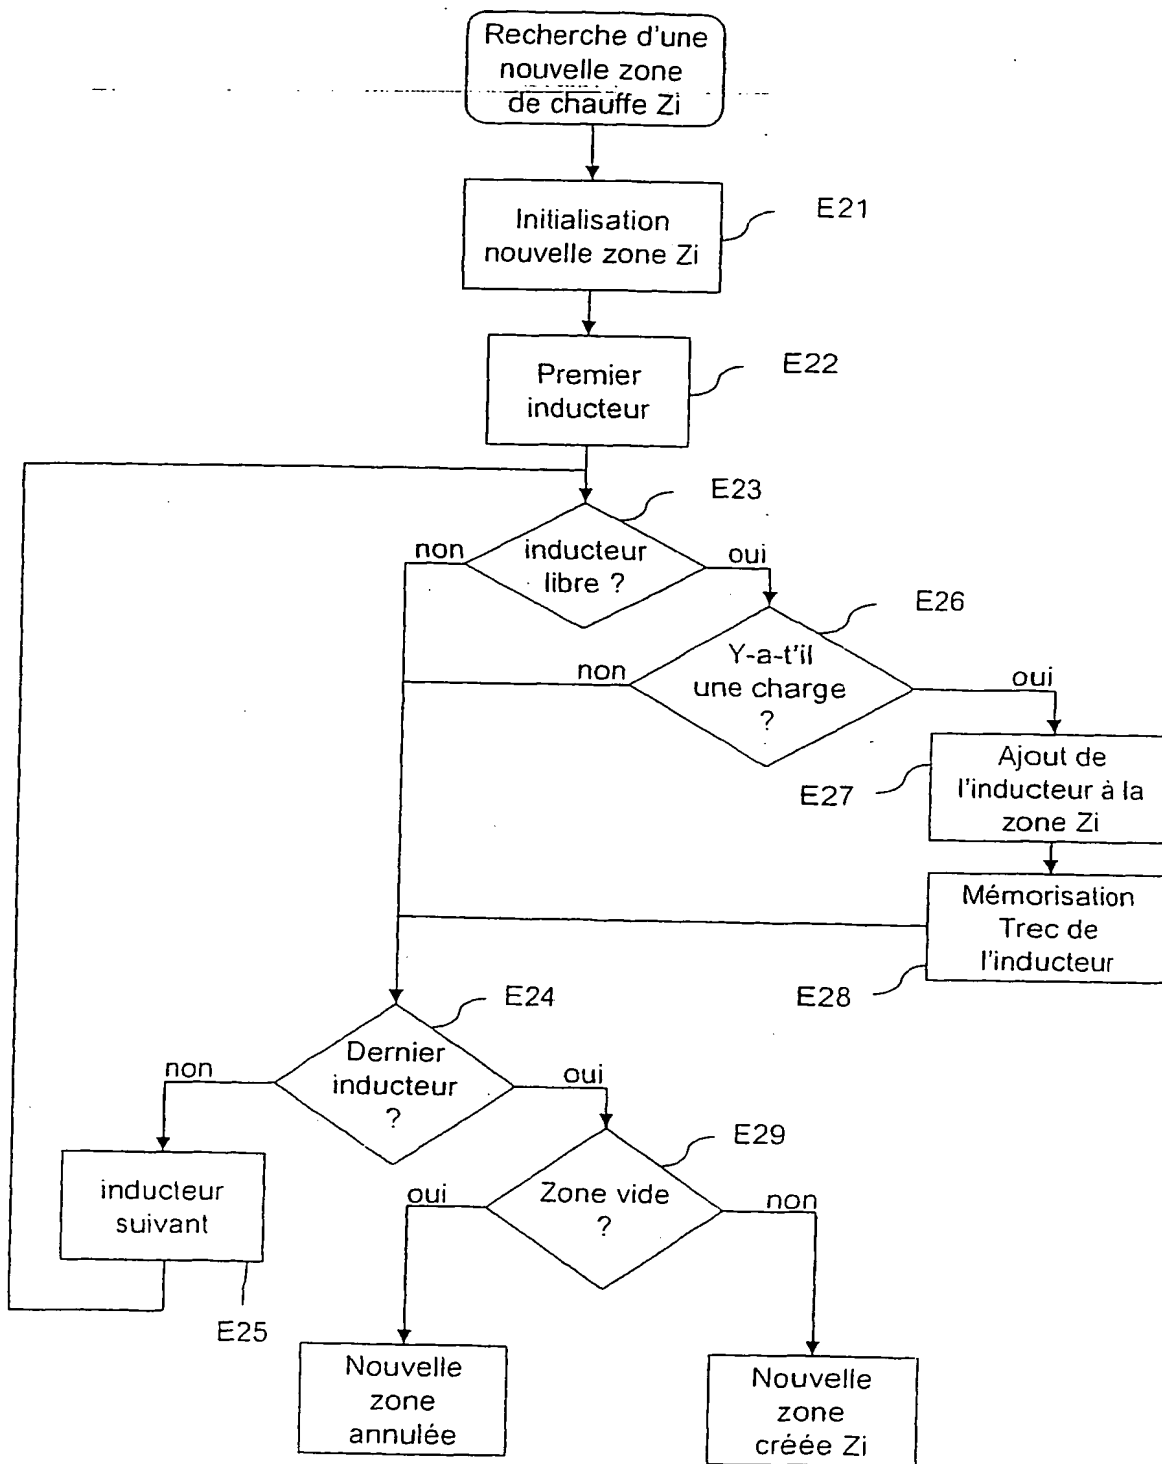 Recherche d'une
nouvelle zone
de chauffe Zi
Initialisation
nouvelle zone Zi
E21
Premier
inducteur
E22
E23
inducteur
libre ?
non
oui
E26
Y-a-t'il
une charge
?
non
oui
Ajout de
l'inducteur à la
zone Zi
E27
Mémorisation
Trec de
l'inducteur
E28
E24
Dernier
inducteur
?
non
oui
E29
inducteur
suivant
E25
Zone vide
?
oui
non
Nouvelle
zone
annulée
Nouvelle
zone
créée Zi